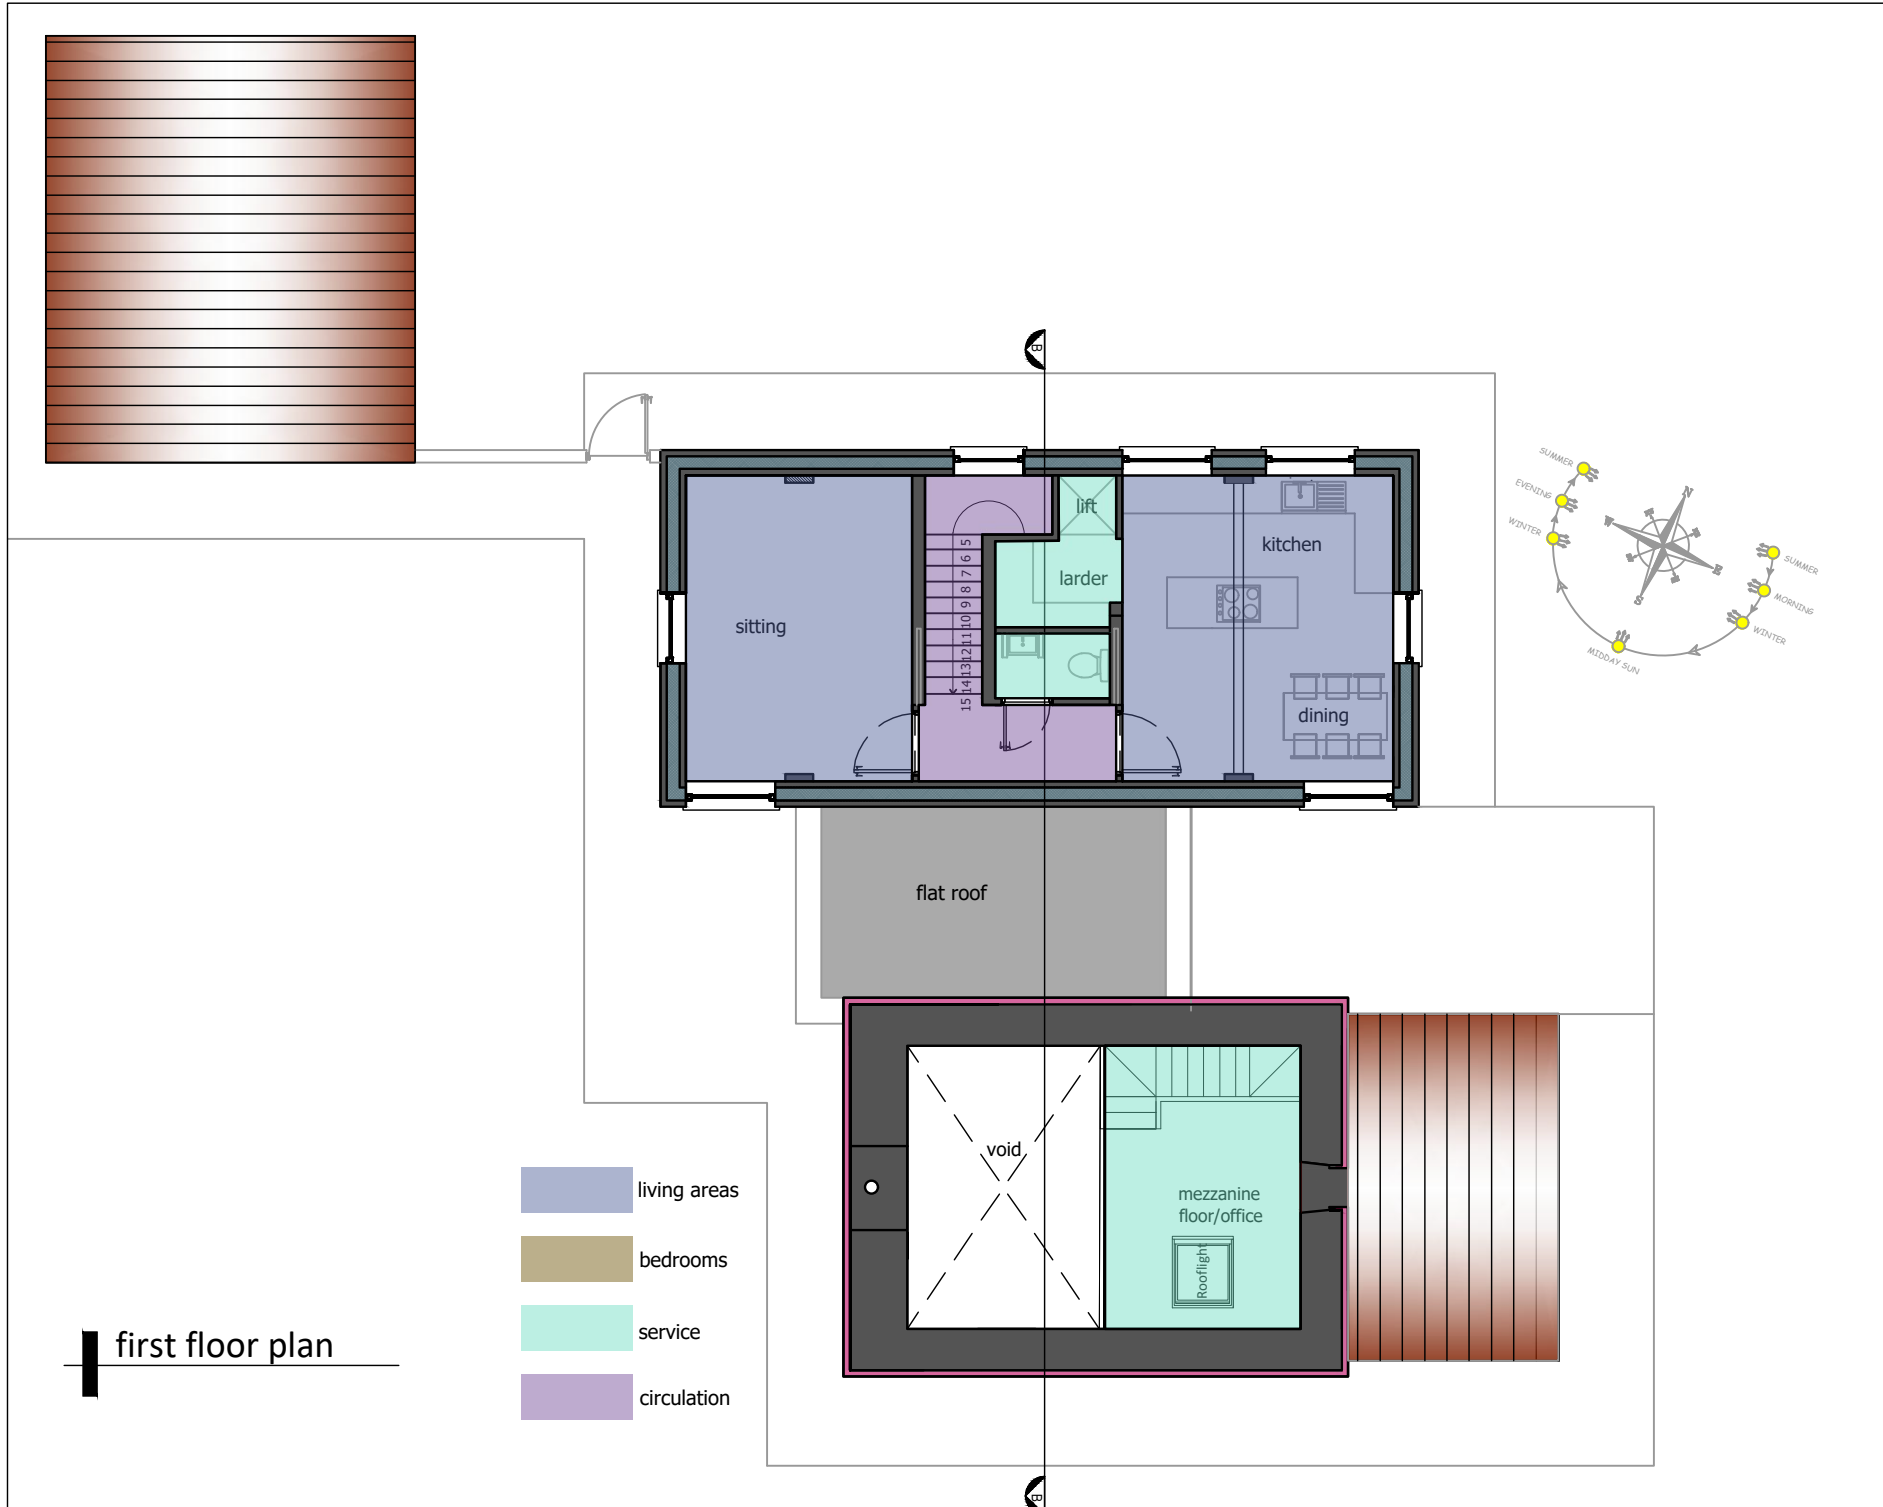 B
SUMMER
EVENING
WINTER
N
W
E
S
SUMMER
MORNING
WINTER
MIDDAY SUN
lift
kitchen
larder
sitting
5
6
7
8
9
10
11
12
13
14
15
dining
flat roof
void
mezzanine
floor/office
Rooflight
living areas
bedrooms
service
circulation
first floor plan
B